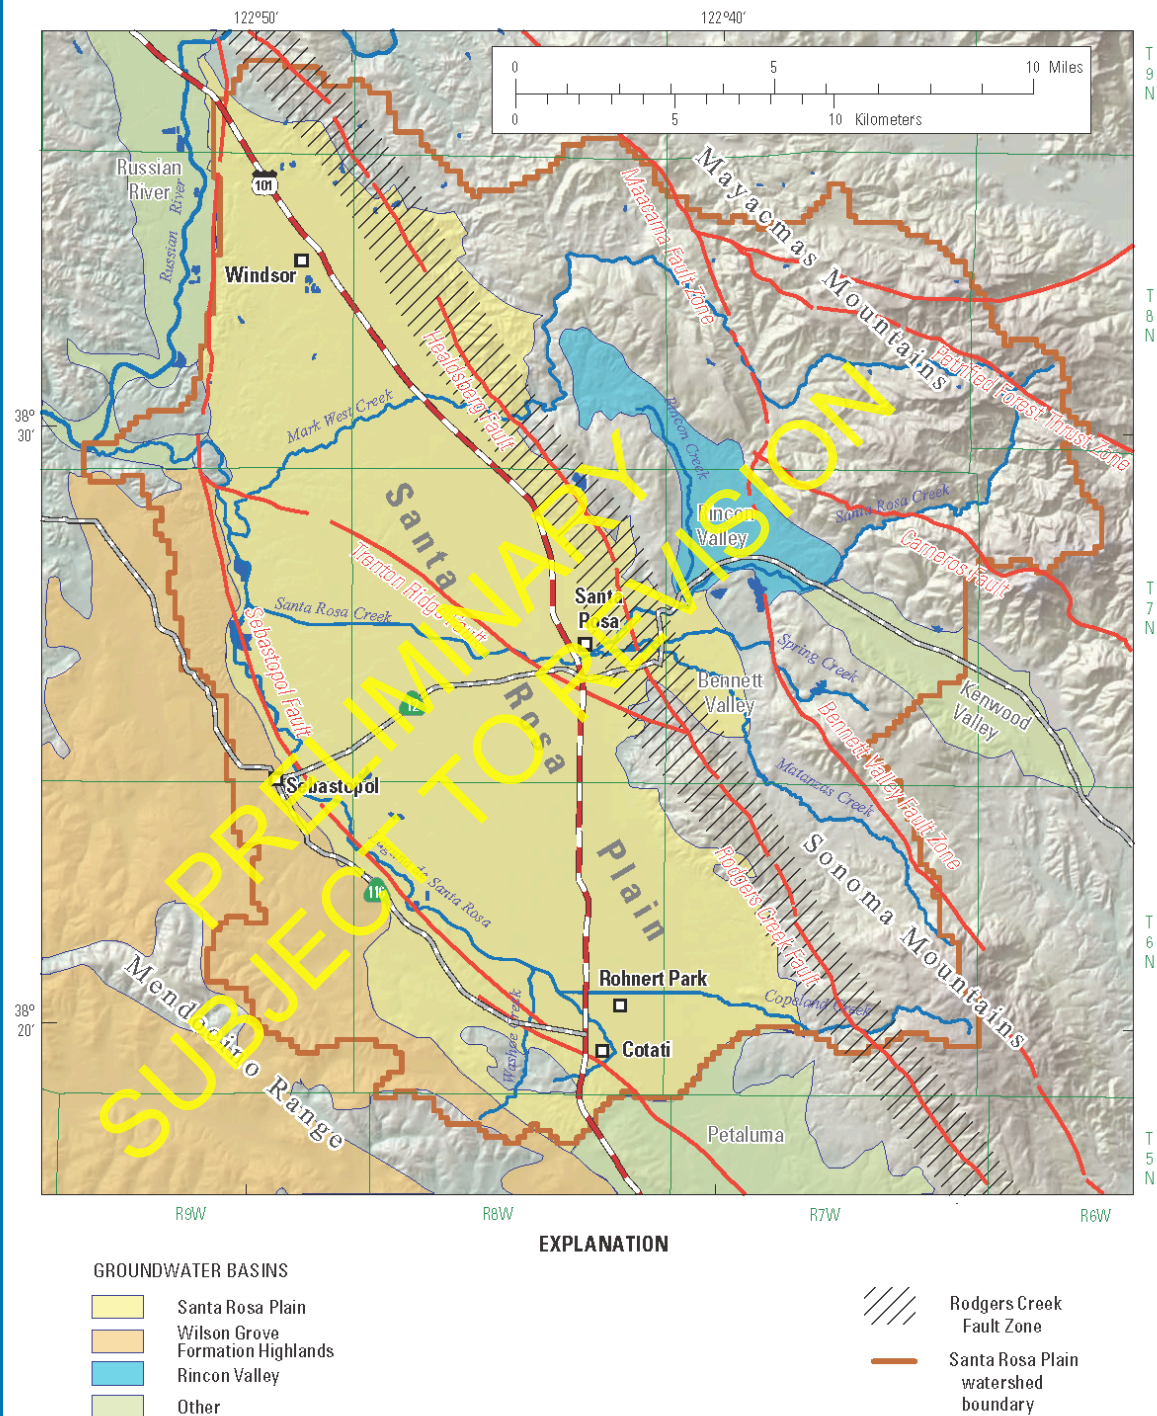 122°50'
122°40'
T
9
N
0 5 10 Miles
0 5 10 Kilometers
Russian
River
Russian River
101
Mayacmas Mountains
Maacama Fault Zone
Windsor
T
8
N
Healdsberg Fault
Petrified Forest Thrust Zone
Mark West Creek
38°
30'
Rincon Creek
Rincon
Valley
Santa Rosa Creek
Carneros Fault
Santa Rosa Plain
Trenton Ridge Fault
Santa
Rosa
Santa Rosa Creek
T
7
N
Sebastopol Fault
Spring Creek
Bennett
Valley
Kenwood
Valley
12
Bennett Valley Fault Zone
Matanzas Creek
Sebastopol
PRELIMINARY
SUBJECT TO REVISION
Laguna de Santa Rosa
116
Rodgers Creek Fault
Sonoma Mountains
T
6
N
Mendocino Range
Rohnert Park
Copeland Creek
38°
20'
Washoe Creek
Cotati
Petaluma
T
5
N
R9W
R8W
R7W
R6W
EXPLANATION
GROUNDWATER BASINS
Santa Rosa Plain
Wilson Grove
Formation Highlands
Rincon Valley
Other
Rodgers Creek
Fault Zone
Santa Rosa Plain
watershed
boundary